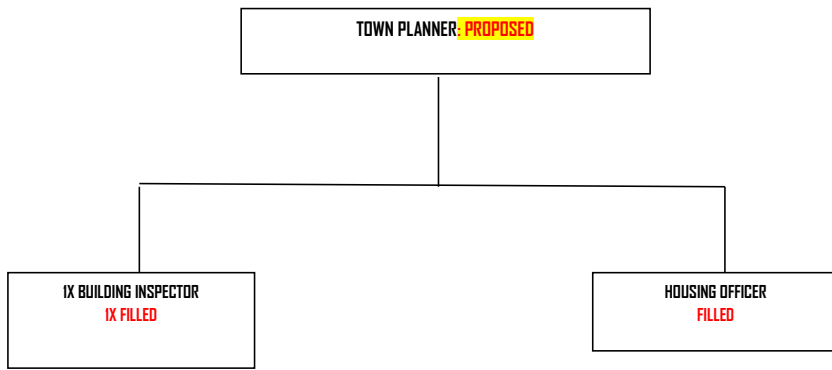 TOWN PLANNER: PROPOSED
1X BUILDING INSPECTOR
1X FILLED
HOUSING OFFICER
FILLED